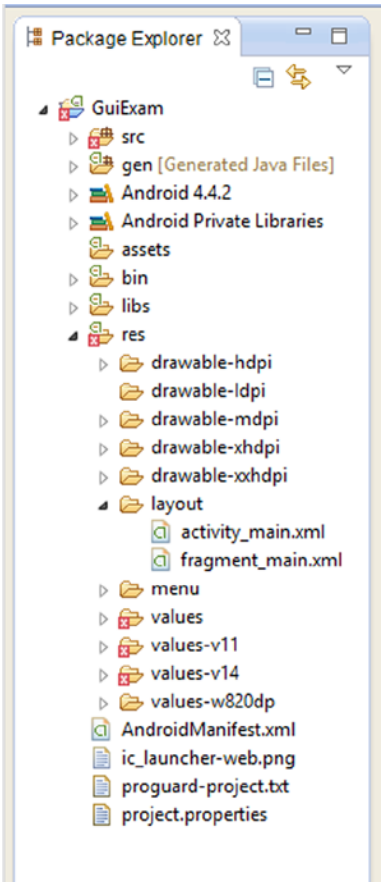 Package Explorer
GuiExam
src
gen [Generated Java Files]
Android 4.4.2
Android Private Libraries
assets
bin
libs
res
drawable-hdpi
drawable-ldpi
drawable-mdpi
drawable-xhdpi
drawable-xxhdpi
layout
activity_main.xml
fragment_main.xml
menu
values
values-v11
values-v14
values-w820dp
AndroidManifest.xml
ic_launcher-web.png
proguard-project.txt
project.properties